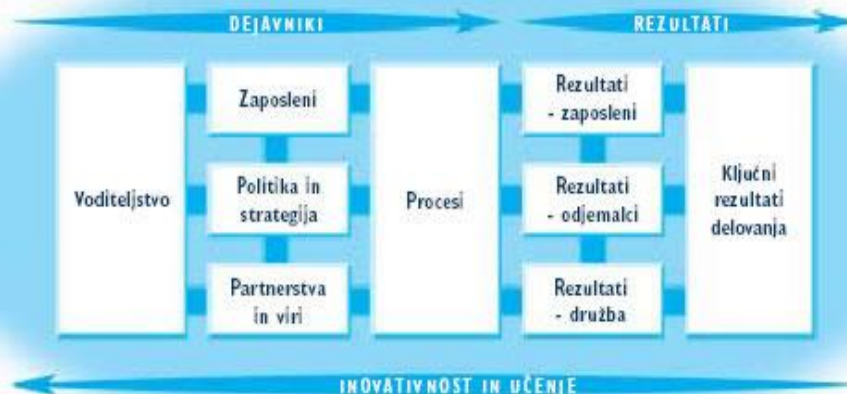 DEJAVNIKI
REZULTATI
Voditeljstvo
Zaposleni
Politika in
strategija
Partnerstva
in viri
Procesi
Rezultati
- zaposleni
Rezultati
- odjemalci
Rezultati
- družba
Ključni
rezultati
delovanja
INOVATIVNOST IN UČENJE